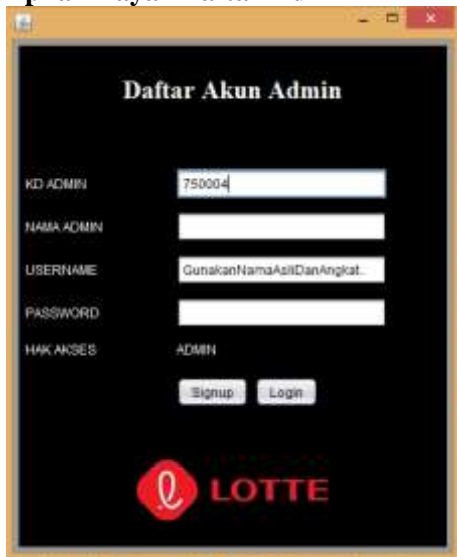 Daftar Akun Admin
KD ADMIN 750004
NAMA ADMIN
USERNAME GunakanNamaAsliDanAngkat..
PASSWORD
HAK AKSES ADMIN
Signup Login
LOTTE